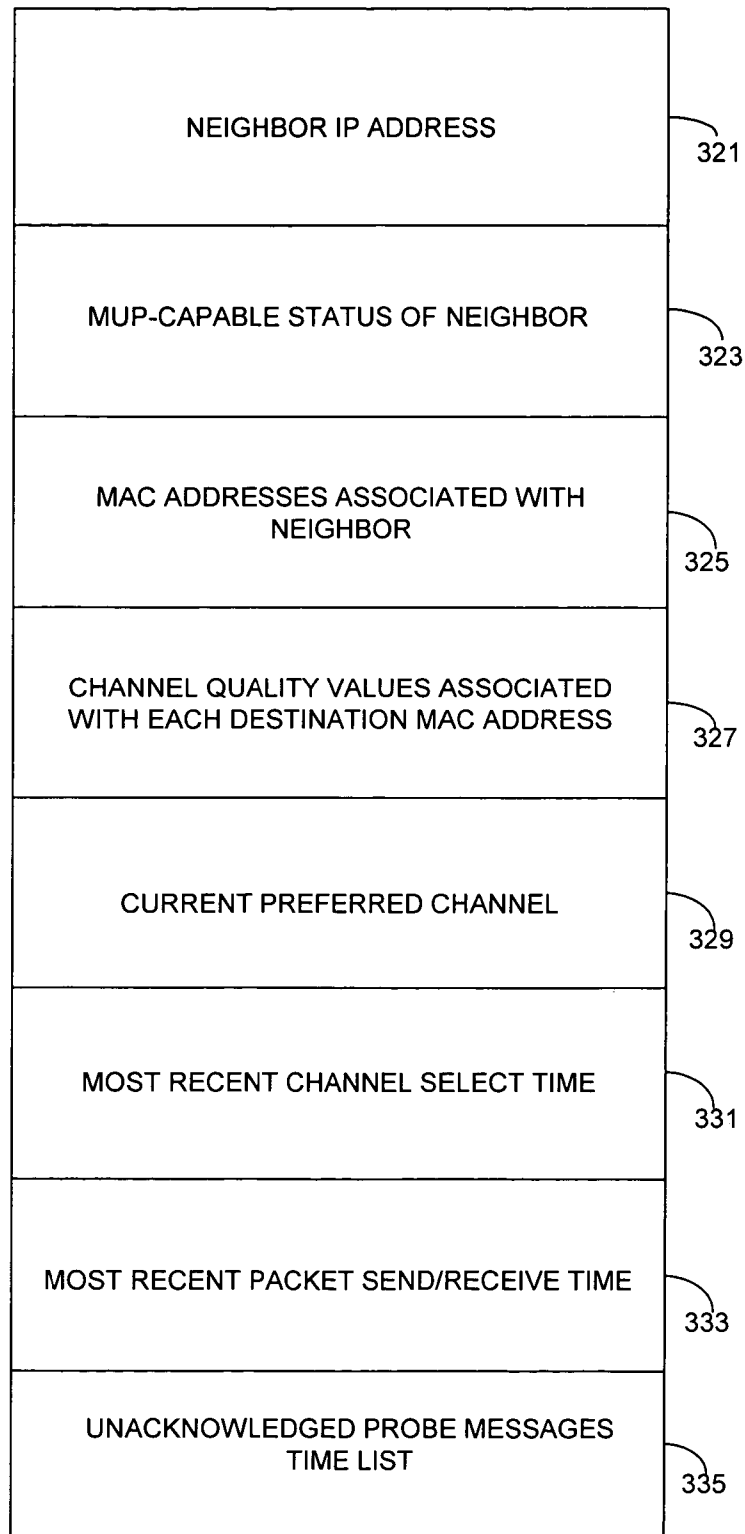 NEIGHBOR IP ADDRESS
321
MUP-CAPABLE STATUS OF NEIGHBOR
323
MAC ADDRESSES ASSOCIATED WITH
NEIGHBOR
325
CHANNEL QUALITY VALUES ASSOCIATED
WITH EACH DESTINATION MAC ADDRESS
327
CURRENT PREFERRED CHANNEL
329
MOST RECENT CHANNEL SELECT TIME
331
MOST RECENT PACKET SEND/RECEIVE TIME
333
UNACKNOWLEDGED PROBE MESSAGES
TIME LIST
335